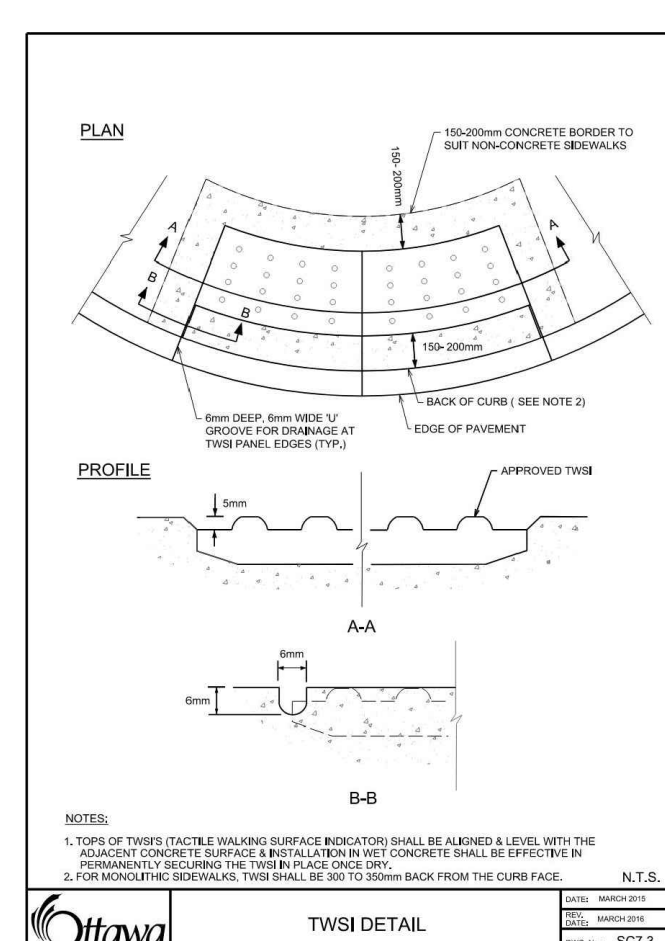 PLAN
150-200mm CONCRETE BORDER TO
SUIT NON-CONCRETE SIDEWALKS
150- 200mm
A
A
B
B
150-200mm
BACK OF CURB ( SEE NOTE 2)
6mm DEEP, 6mm WIDE 'U'
GROOVE FOR DRAINAGE AT
TWSI PANEL EDGES (TYP.)
EDGE OF PAVEMENT
PROFILE
APPROVED TWSI
5mm
A-A
6mm
6mm
B-B
NOTES:
1. TOPS OF TWSI'S (TACTILE WALKING SURFACE INDICATOR) SHALL BE ALIGNED & LEVEL WITH THE
ADJACENT CONCRETE SURFACE & INSTALLATION IN WET CONCRETE SHALL BE EFFECTIVE IN
PERMANENTLY SECURING THE TWSI IN PLACE ONCE DRY.
2. FOR MONOLITHIC SIDEWALKS, TWSI SHALL BE 300 TO 350mm BACK FROM THE CURB FACE.
N.T.S.
Ottawa
TWSI DETAIL
DATE: MARCH 2015
REV.
DATE: MARCH 2016
SC7.3